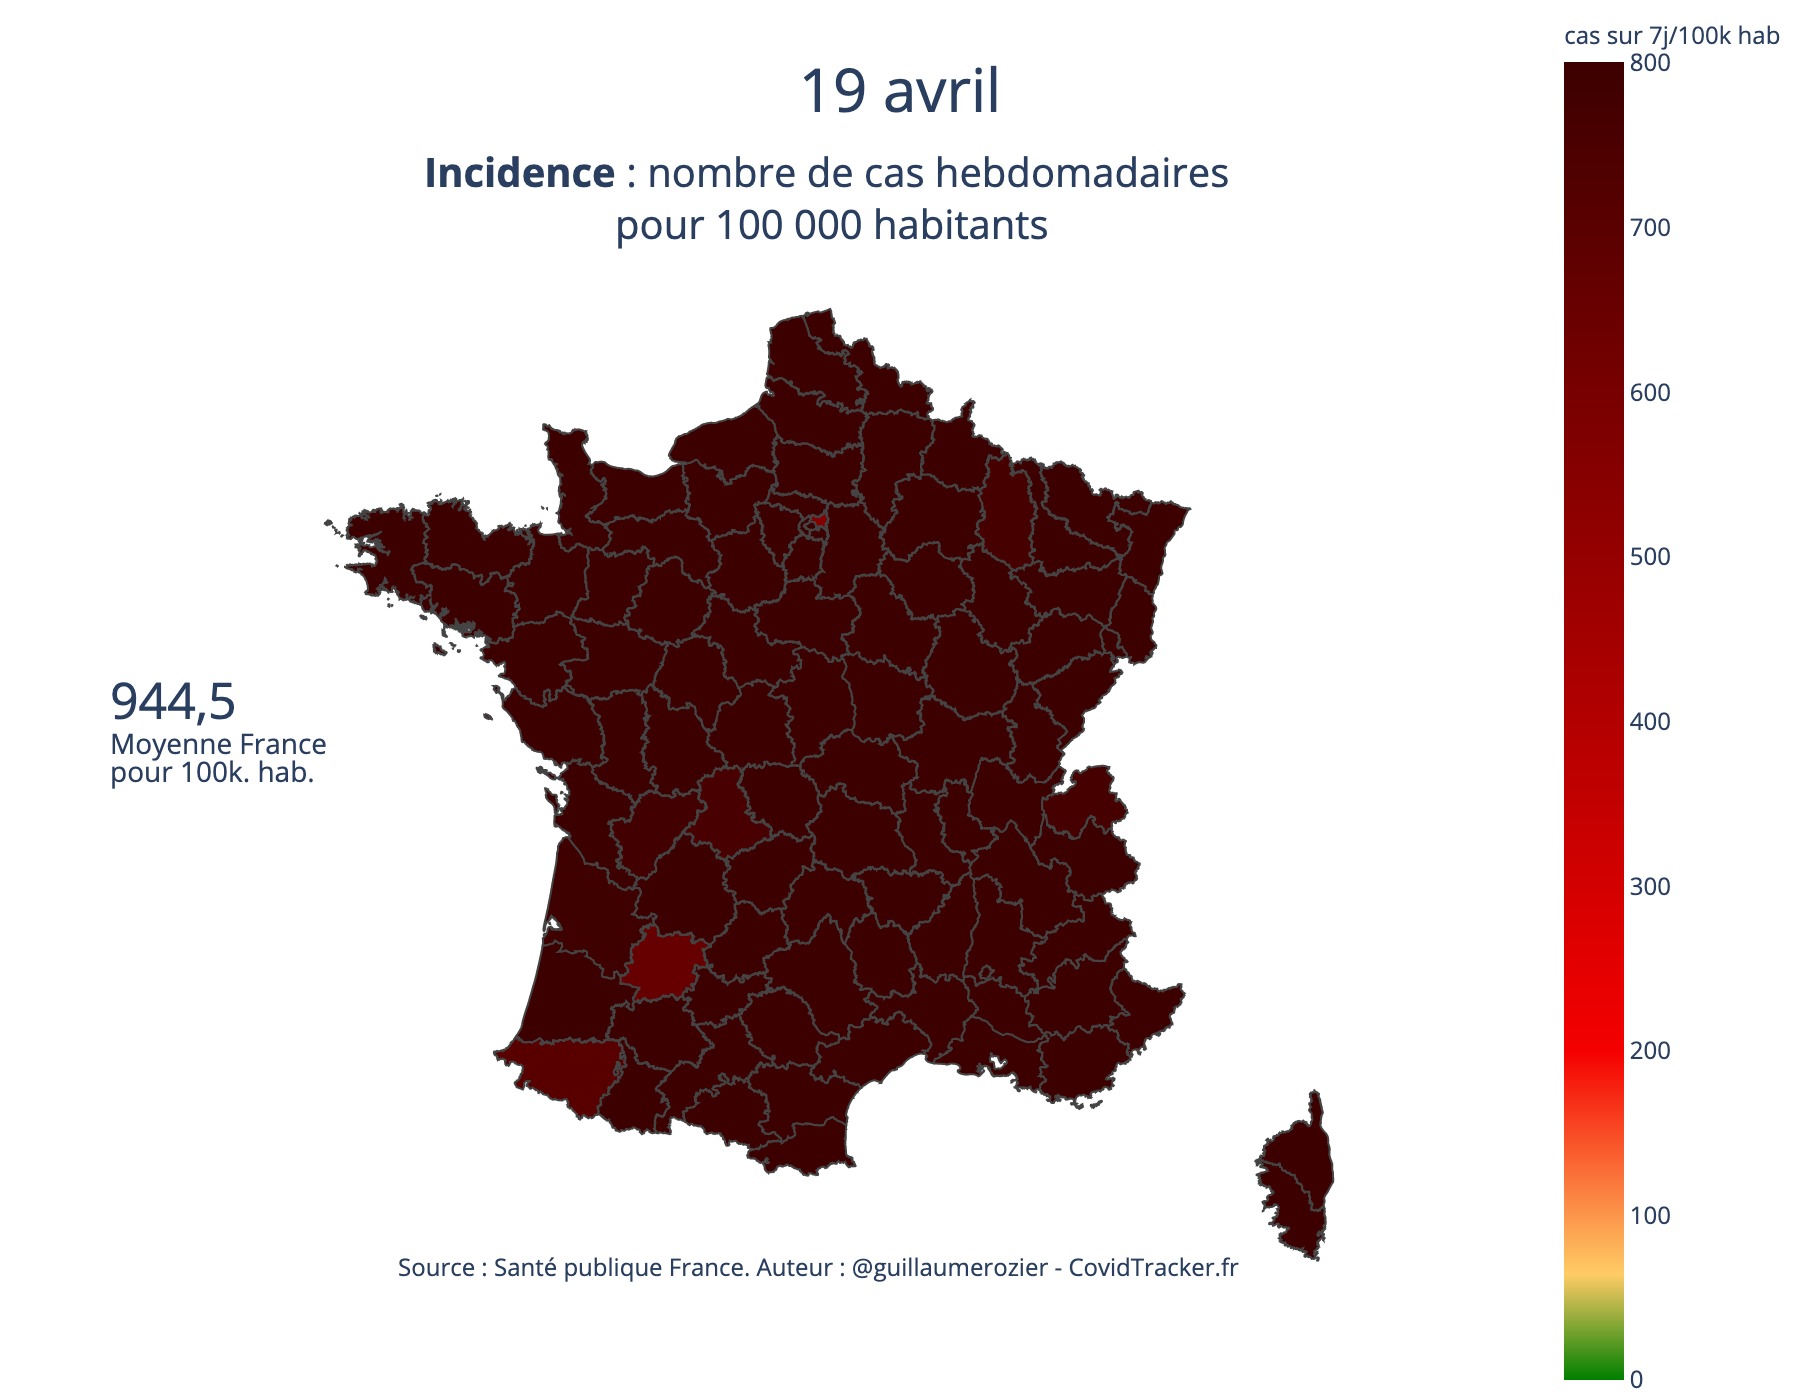 19 avril
Incidence : nombre de cas hebdomadaires
pour 100 000 habitants
944,5
Moyenne France
pour 100k. hab.
cas sur 7j/100k hab
800
700
600
500
400
300
200
100
0
Source : Santé publique France. Auteur : @guillaumerozier - CovidTracker.fr